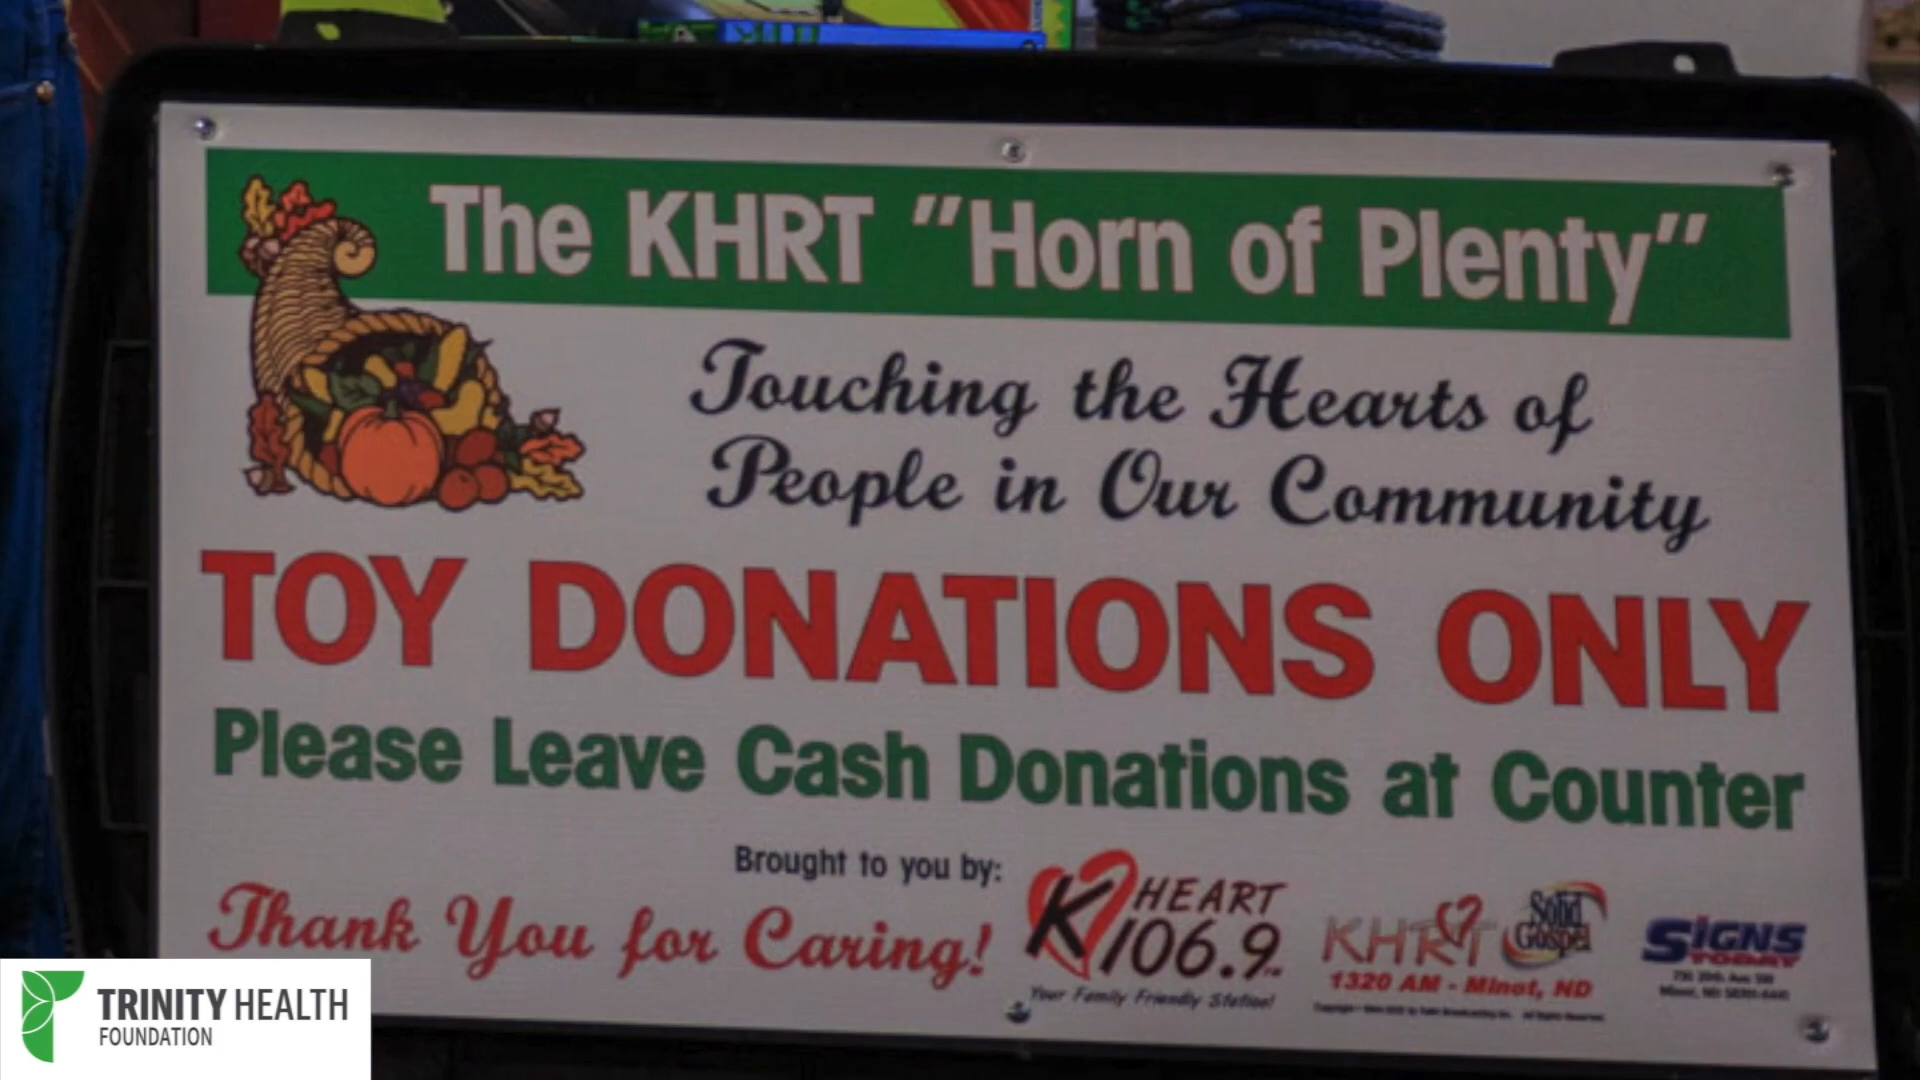 The KHRT "Horn of Plenty"
Touching the Hearts of
People in Our Community
TOY DONATIONS ONLY
Please Leave Cash Donations at Counter
Brought to you by:
Thank You for Caring!
K HEART
106.9
Your Family Friendly Station!
KHRT
Solid
Gospel
1320 AM - Minot, ND
SIGNS
TODAY
TRINITY HEALTH
FOUNDATION